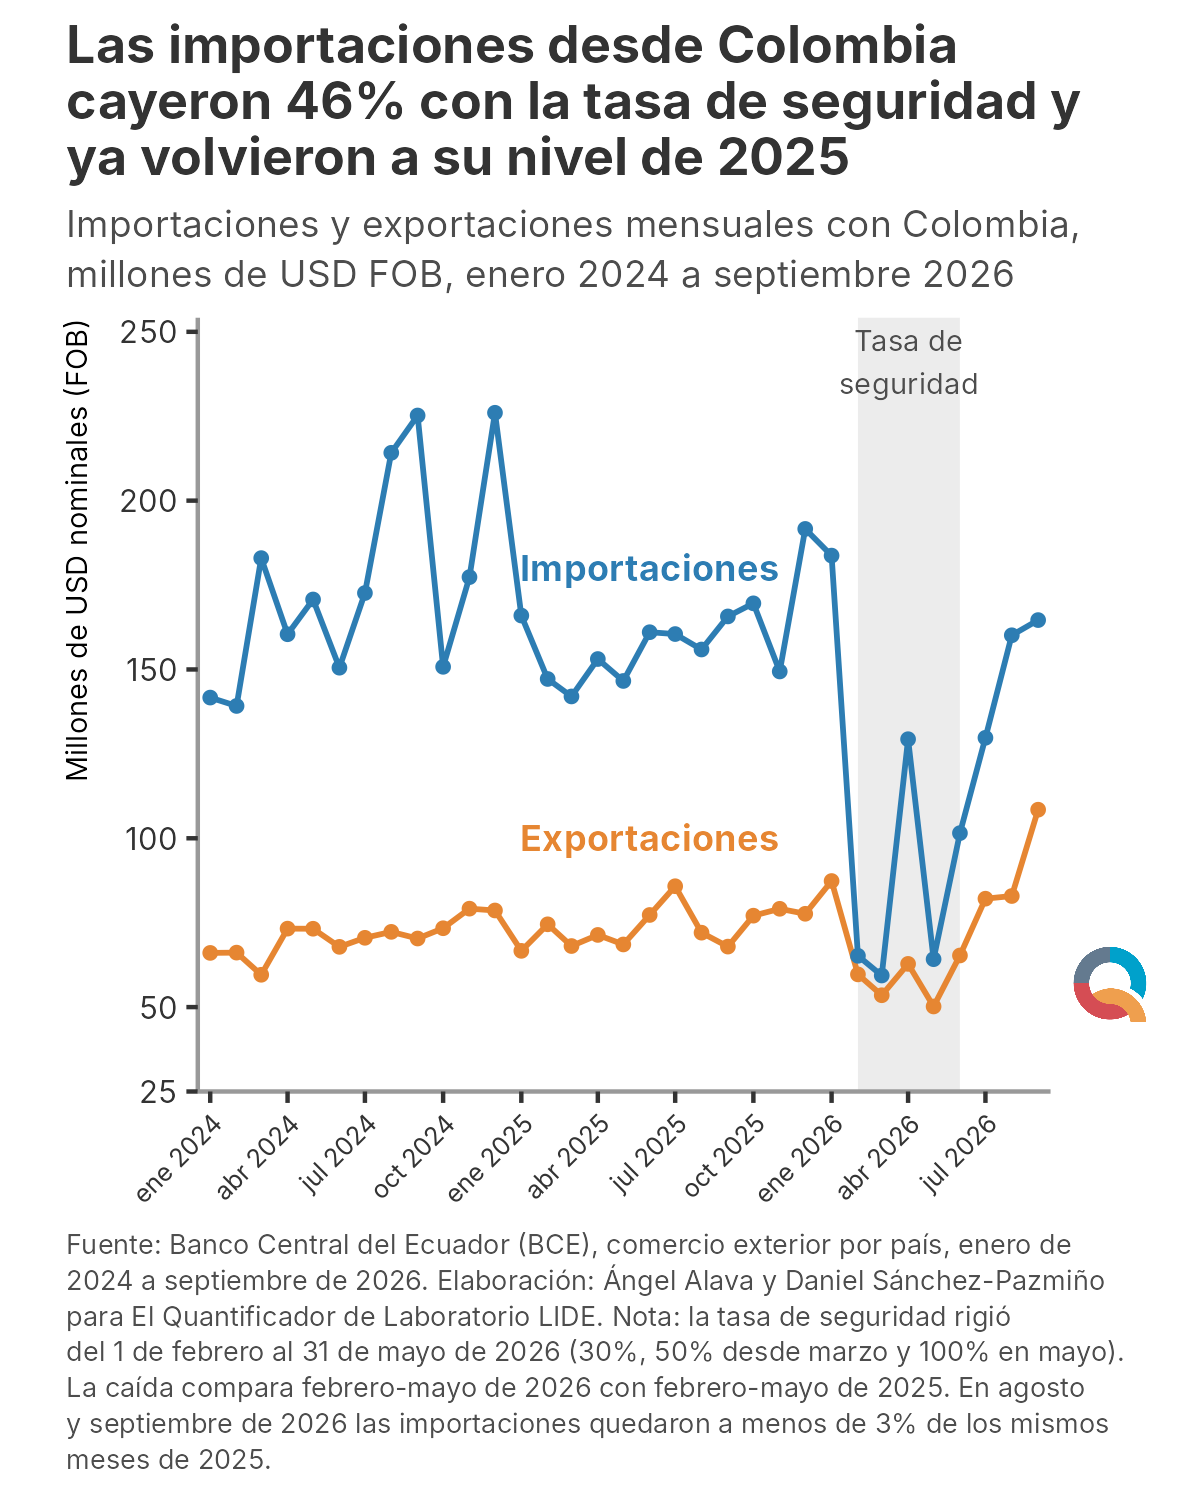 Las importaciones desde Colombia
cayeron 46% con la tasa de seguridad y
ya volvieron a su nivel de 2025
Importaciones y exportaciones mensuales con Colombia,
millones de USD FOB, enero 2024 a septiembre 2026
Millones de USD nominales (FOB)
250
200
150
100
50
25
Tasa de
seguridad
Importaciones
Exportaciones
ene 2024
abr 2024
jul 2024
oct 2024
ene 2025
abr 2025
jul 2025
oct 2025
ene 2026
abr 2026
jul 2026
Fuente: Banco Central del Ecuador (BCE), comercio exterior por país, enero de
2024 a septiembre de 2026. Elaboración: Ángel Alava y Daniel Sánchez-Pazmiño
para El Quantificador de Laboratorio LIDE. Nota: la tasa de seguridad rigió
del 1 de febrero al 31 de mayo de 2026 (30%, 50% desde marzo y 100% en mayo).
La caída compara febrero-mayo de 2026 con febrero-mayo de 2025. En agosto
y septiembre de 2026 las importaciones quedaron a menos de 3% de los mismos
meses de 2025.